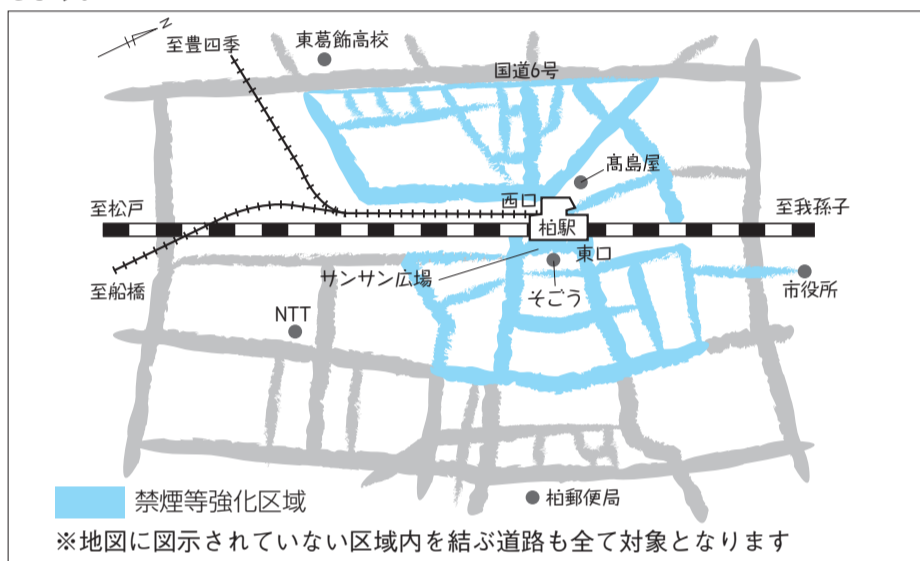 N
東葛飾高校
至豊四季
国道6号
髙島屋
西口
至松戸
至我孫子
柏駅
東口
サンサン広場
至船橋
そごう
市役所
NTT
禁煙等強化区域
柏郵便局
※地図に図示されていない区域内を結ぶ道路も全て対象となります